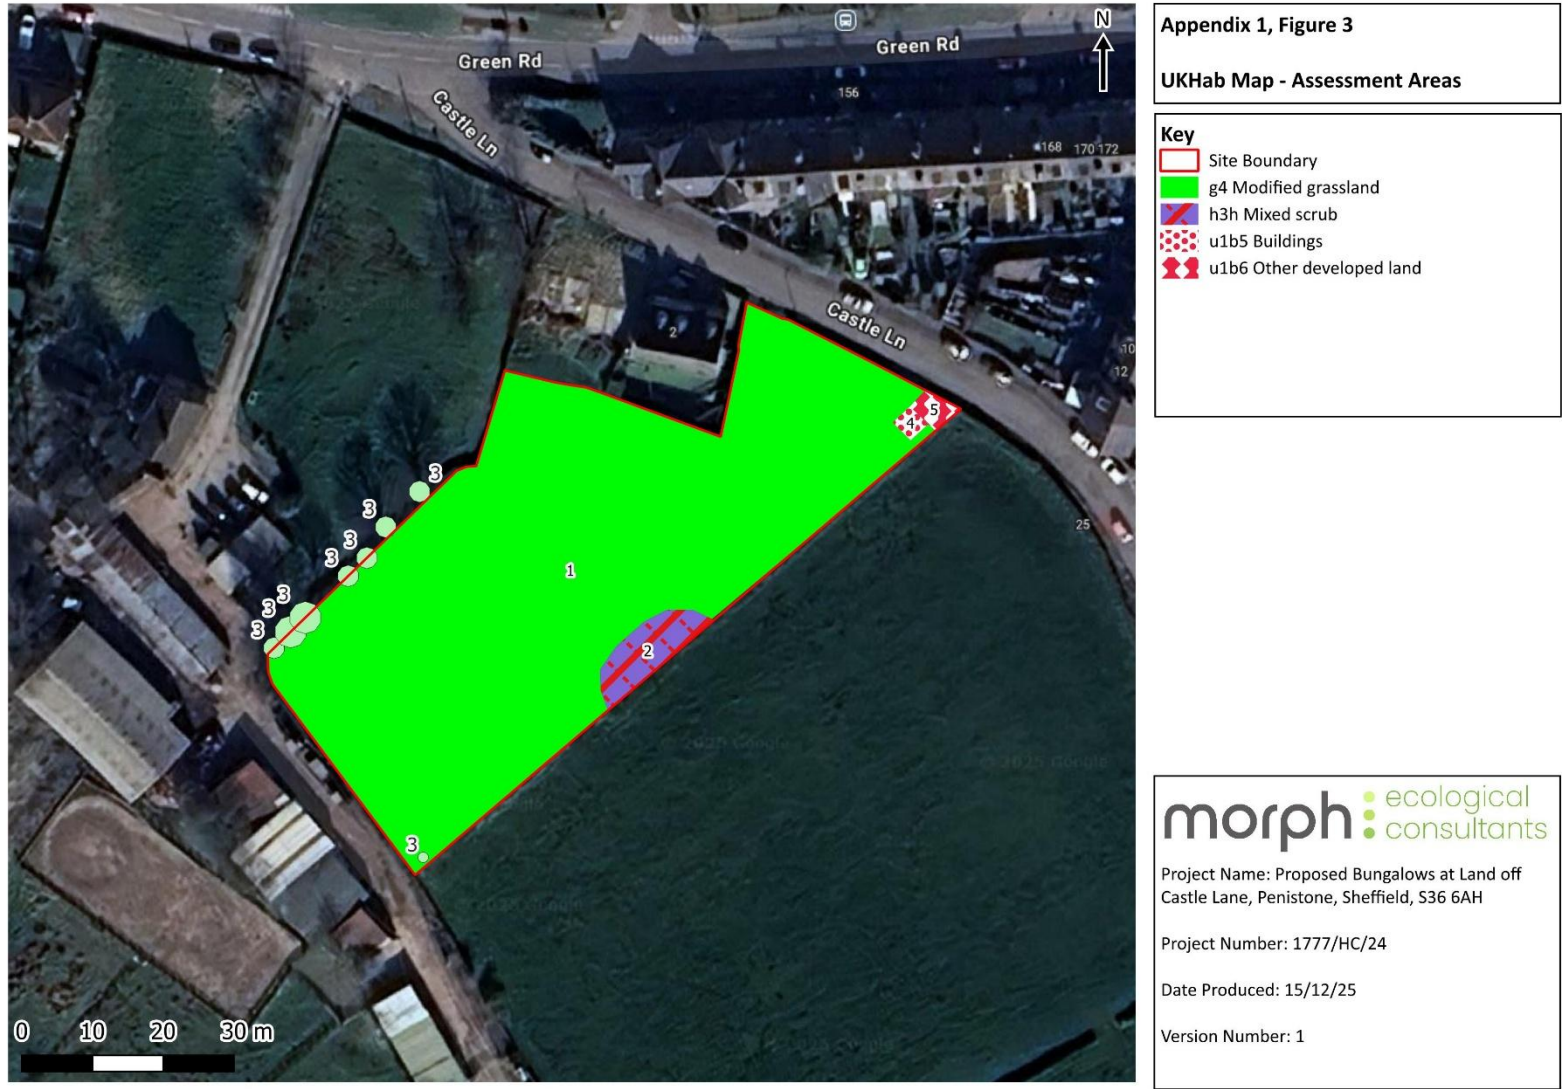 Appendix 1, Figure 3
UKHab Map - Assessment Areas
Key
Site Boundary
g4 Modified grassland
h3h Mixed scrub
u1b5 Buildings
u1b6 Other developed land
N
Green Rd
Green Rd
156
Castle Ln
168
170 172
2
Castle Ln
10
12
5
4
3
3
25
3
3
1
3
3
3
2
© 2025 Google
© 2025 Google
3
0 10 20 30 m
morph
ecological
consultants
Project Name: Proposed Bungalows at Land off
Castle Lane, Penistone, Sheffield, S36 6AH
Project Number: 1777/HC/24
Date Produced: 15/12/25
Version Number: 1